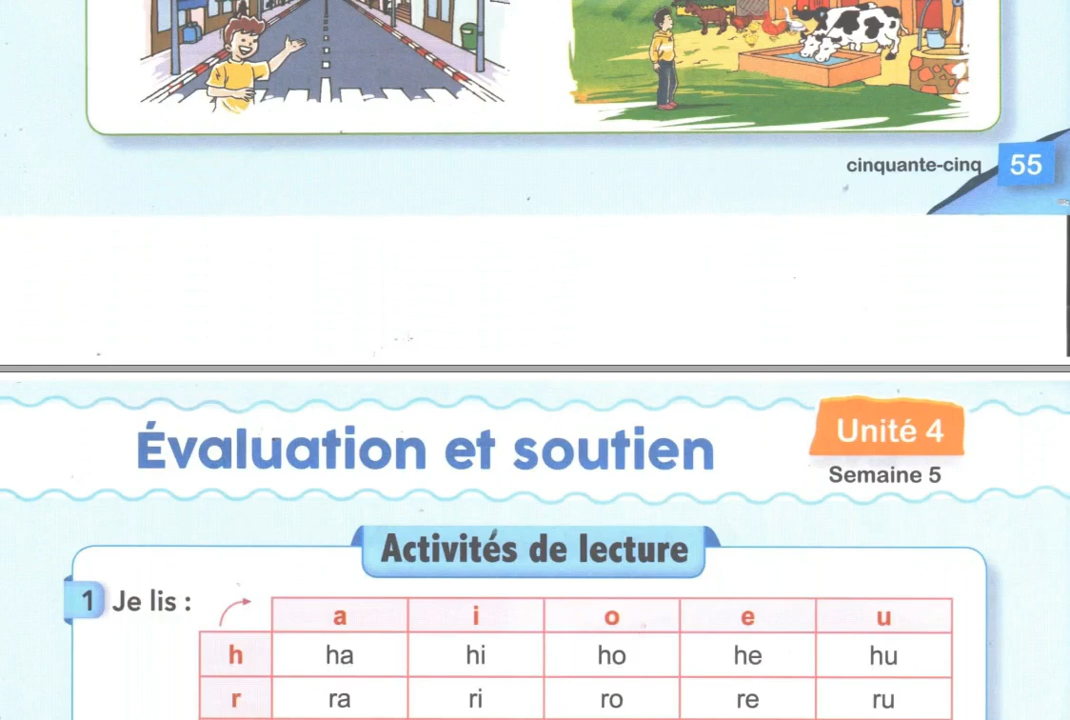 cinquante-cinq 55
Évaluation et soutien
Unité 4
Semaine 5
Activités de lecture
1 Je lis :
a i o e u
h ha hi ho he hu
r ra ri ro re ru